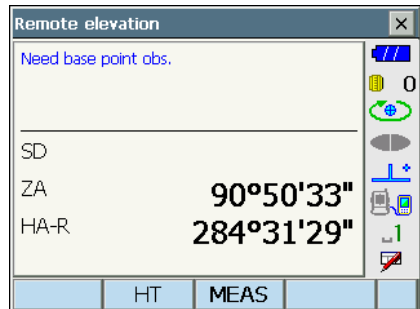 Remote elevation
Need base point obs.
0
SD
ZA 90°50'33"
HA-R 284°31'29"
1
HT MEAS